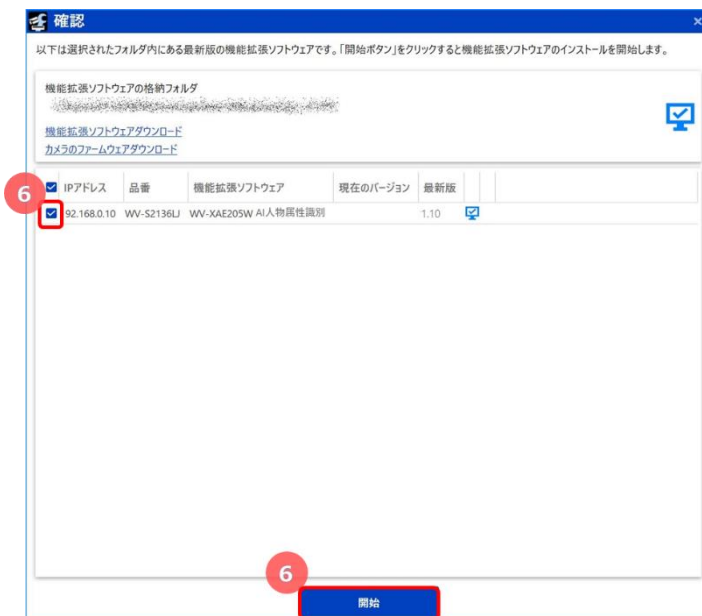 確認
以下は選択されたフォルダ内にある最新版の機能拡張ソフトウェアです。「開始ボタン」をクリックすると機能拡張ソフトウェアのインストールを開始します。
機能拡張ソフトウェアの格納フォルダ
機能拡張ソフトウェアダウンロード
カメラのファームウェアダウンロード
6
IPアドレス 品番 機能拡張ソフトウェア 現在のバージョン 最新版
92.168.0.10 WV-S2136LJ WV-XAE205W AI人物属性識別 1.10
6
開始